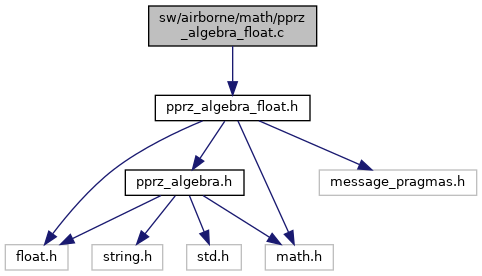 sw/airborne/math/pprz
_algebra_float.c
pprz_algebra_float.h
pprz_algebra.h
message_pragmas.h
float.h
string.h
std.h
math.h